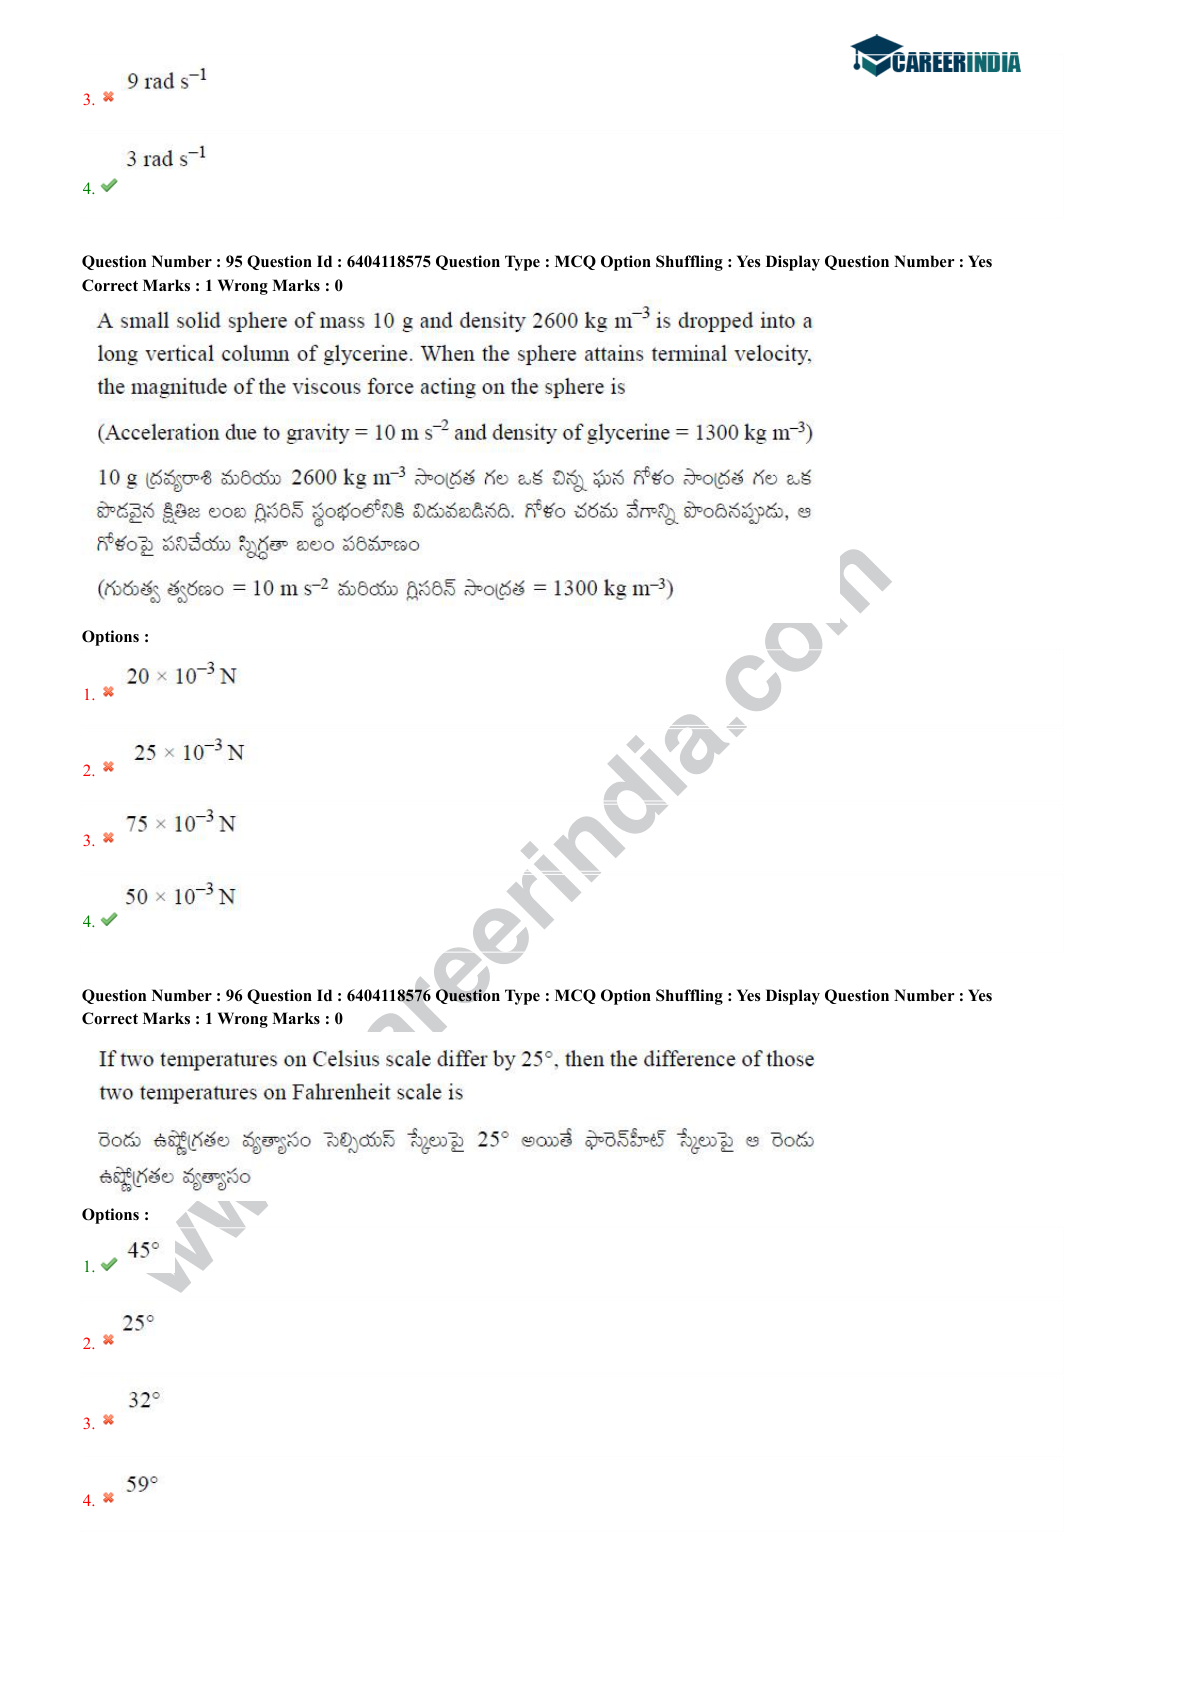 CAREERINDIA
9 rad s⁻¹
3.
3 rad s⁻¹
4.
Question Number : 95 Question Id : 6404118575 Question Type : MCQ Option Shuffling : Yes Display Question Number : Yes
Correct Marks : 1 Wrong Marks : 0
A small solid sphere of mass 10 g and density 2600 kg m⁻³ is dropped into a
long vertical column of glycerine. When the sphere attains terminal velocity,
the magnitude of the viscous force acting on the sphere is
(Acceleration due to gravity = 10 m s⁻² and density of glycerine = 1300 kg m⁻³)
10 g ద్రవ్యరాశి మరియు 2600 kg m⁻³ సాంద్రత గల ఒక చిన్న ఘన గోళం సాంద్రత గల ఒక
పొడవైన క్షితిజ లంబ గ్లిసరిన్ స్థంభంలోనికి విడువబడినది. గోళం చరమ వేగాన్ని పొందినప్పుడు, ఆ
గోళంపై పనిచేయు స్నిగ్ధతా బలం పరిమాణం
(గురుత్వ త్వరణం = 10 m s⁻² మరియు గ్లిసరిన్ సాంద్రత = 1300 kg m⁻³)
Options :
20 × 10⁻³ N
1.
25 × 10⁻³ N
2.
75 × 10⁻³ N
3.
50 × 10⁻³ N
4.
Question Number : 96 Question Id : 6404118576 Question Type : MCQ Option Shuffling : Yes Display Question Number : Yes
Correct Marks : 1 Wrong Marks : 0
If two temperatures on Celsius scale differ by 25°, then the difference of those
two temperatures on Fahrenheit scale is
రెండు ఉష్ణోగ్రతల వ్యత్యాసం సెల్సియస్ స్కేలుపై 25° అయితే ఫారెన్‌హీట్ స్కేలుపై ఆ రెండు
ఉష్ణోగ్రతల వ్యత్యాసం
Options :
45°
1.
25°
2.
32°
3.
59°
4.